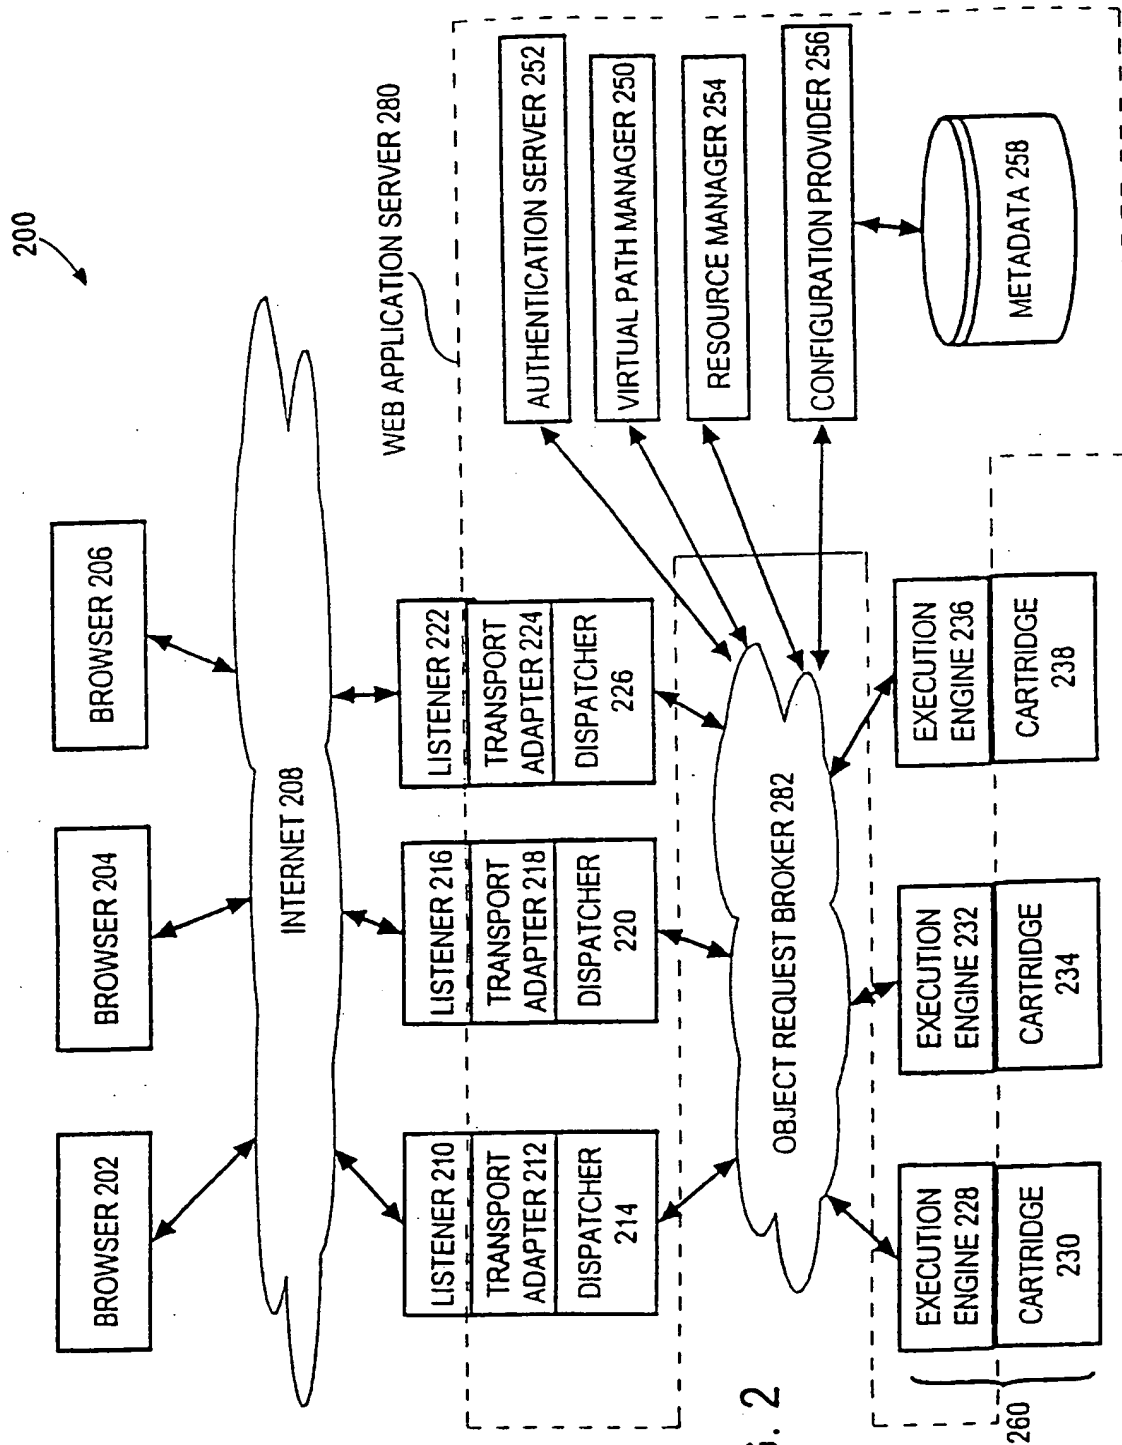 200
BROWSER 202
BROWSER 204
BROWSER 206
INTERNET 208
WEB APPLICATION SERVER 280
LISTENER 210
TRANSPORT
ADAPTER 212
DISPATCHER
214
LISTENER 216
TRANSPORT
ADAPTER 218
DISPATCHER
220
LISTENER 222
TRANSPORT
ADAPTER 224
DISPATCHER
226
AUTHENTICATION SERVER 252
VIRTUAL PATH MANAGER 250
RESOURCE MANAGER 254
CONFIGURATION PROVIDER 256
METADATA 258
OBJECT REQUEST BROKER 282
EXECUTION
ENGINE 228
CARTRIDGE
230
EXECUTION
ENGINE 232
CARTRIDGE
234
EXECUTION
ENGINE 236
CARTRIDGE
238
260
2